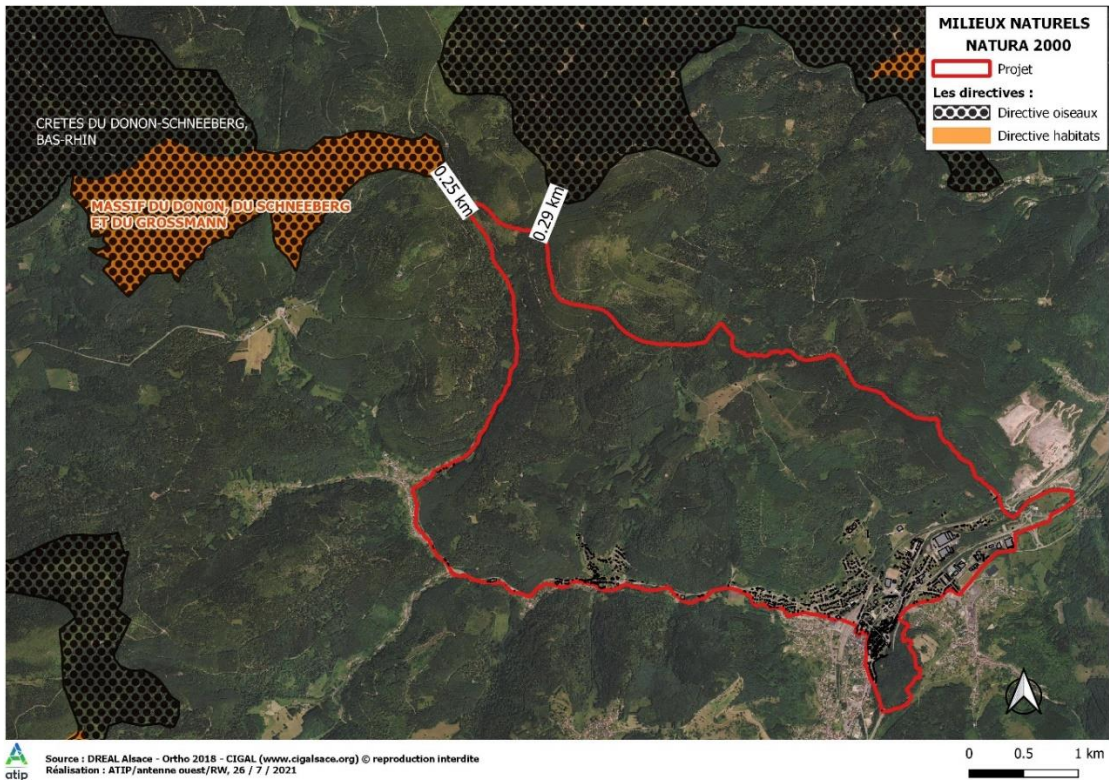 MILIEUX NATURELS
NATURA 2000
Projet
Les directives :
Directive oiseaux
Directive habitats
CRETES DU DONON-SCHNEEBERG,
BAS-RHIN
MASSIF DU DONON, DU SCHNEEBERG
ET DU GROSSMANN
0.25 km
0.29 km
atip
Source : DREAL Alsace - Ortho 2018 - CIGAL (www.cigalsace.org) © reproduction interdite
Réalisation : ATIP/antenne ouest/RW, 26 / 7 / 2021
0 0.5 1 km